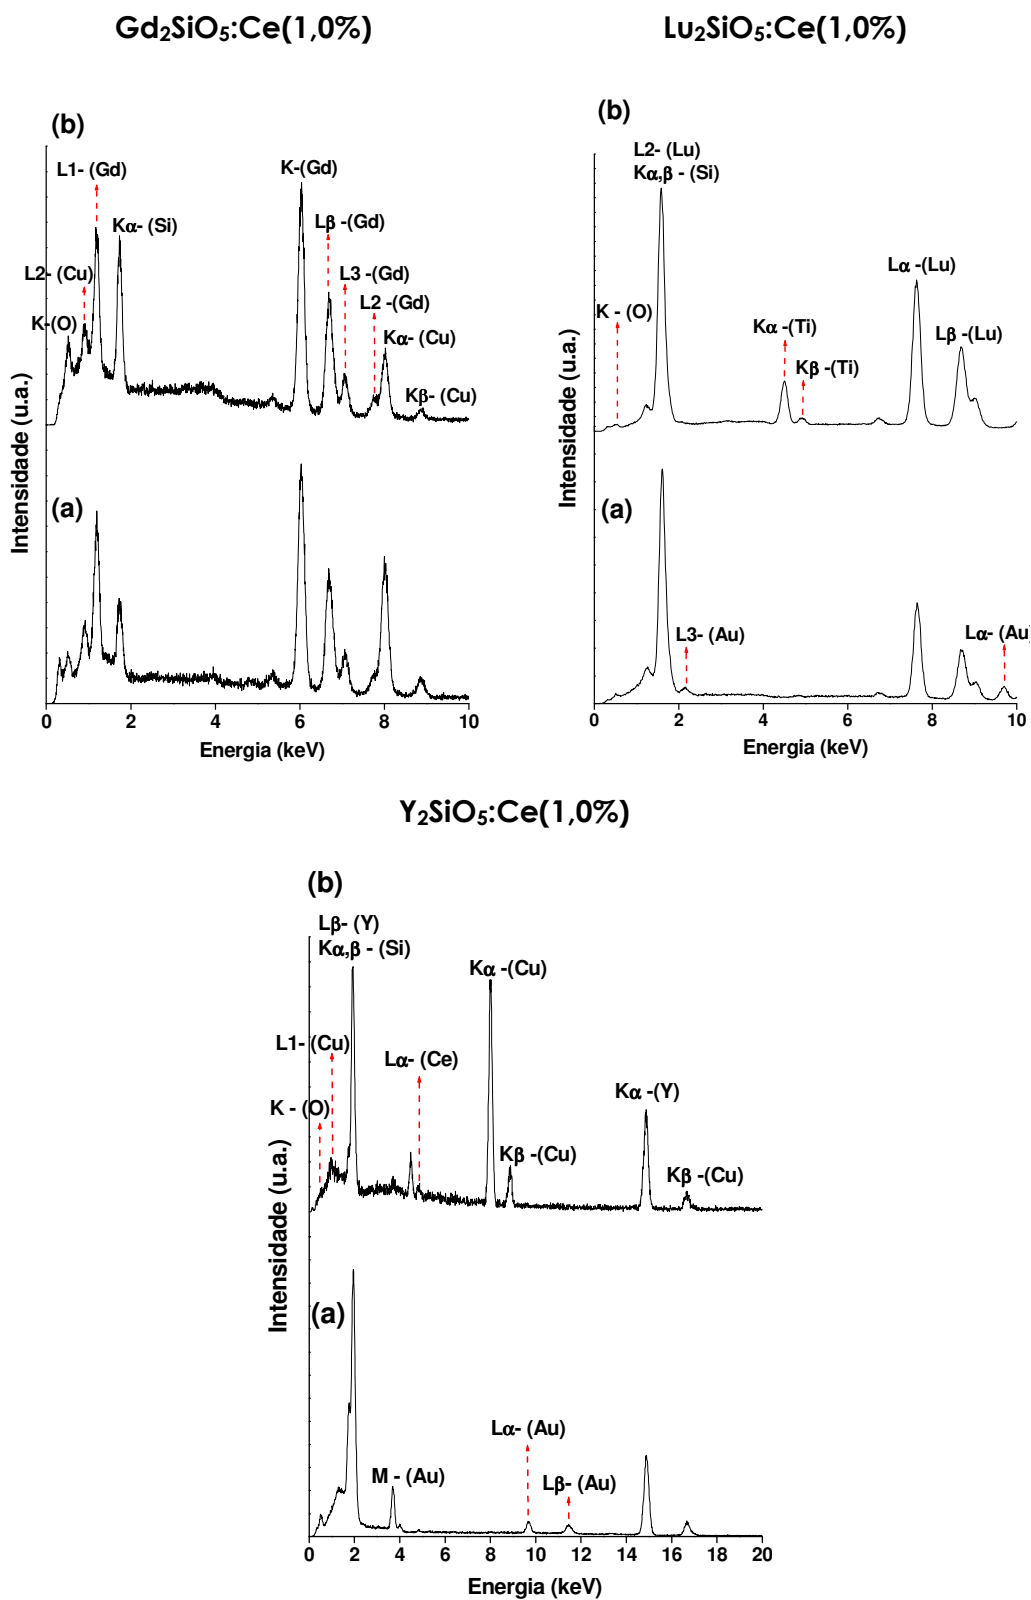 Gd₂SiO₅:Ce(1,0%)
Lu₂SiO₅:Ce(1,0%)
(b)
L1- (Gd)
K-(Gd)
Kα- (Si)
Lβ -(Gd)
L2- (Cu)
L3 -(Gd)
L2 -(Gd)
K-(O)
Kα- (Cu)
Kβ- (Cu)
(a)
Intensidade (u.a.)
0 2 4 6 8 10
Energia (keV)
(b)
L2- (Lu)
Kα,β - (Si)
Lα -(Lu)
K - (O)
Kα -(Ti)
Lβ -(Lu)
Kβ -(Ti)
(a)
L3- (Au)
Lα- (Au)
Intensidade (u.a.)
0 2 4 6 8 10
Energia (keV)
Y₂SiO₅:Ce(1,0%)
(b)
Lβ- (Y)
Kα,β - (Si)
Kα -(Cu)
L1- (Cu)
Lα- (Ce)
Kα -(Y)
K - (O)
Kβ -(Cu)
Kβ -(Cu)
(a)
Lα- (Au)
M - (Au)
Lβ- (Au)
Intensidade (u.a.)
0 2 4 6 8 10 12 14 16 18 20
Energia (keV)